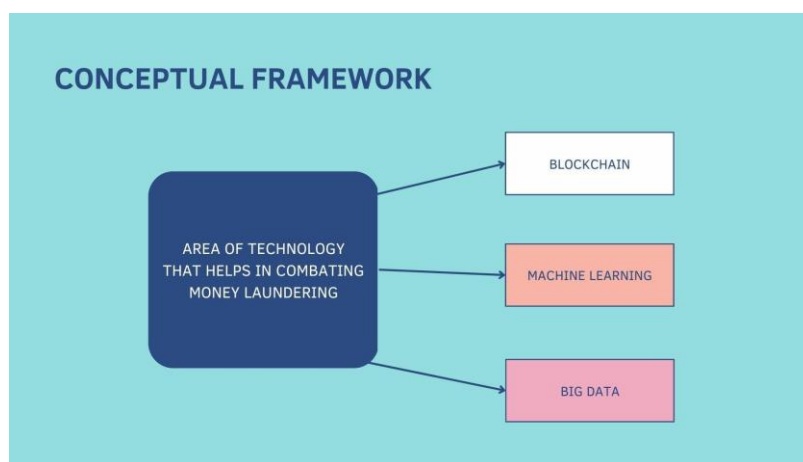 CONCEPTUAL FRAMEWORK
AREA OF TECHNOLOGY
THAT HELPS IN COMBATING
MONEY LAUNDERING
BLOCKCHAIN
MACHINE LEARNING
BIG DATA